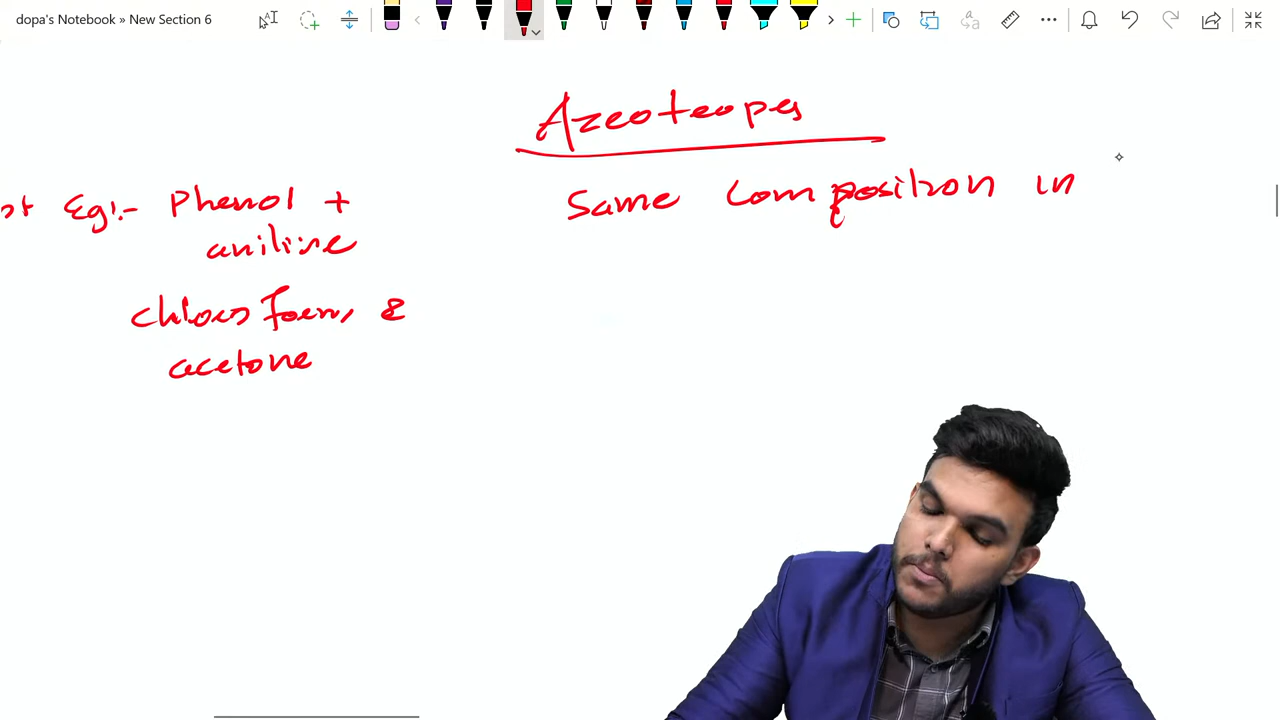 dopa's Notebook » New Section 6
Azeotropes
Same composition in
Eg:- Phenol +
aniline
chloroform &
acetone